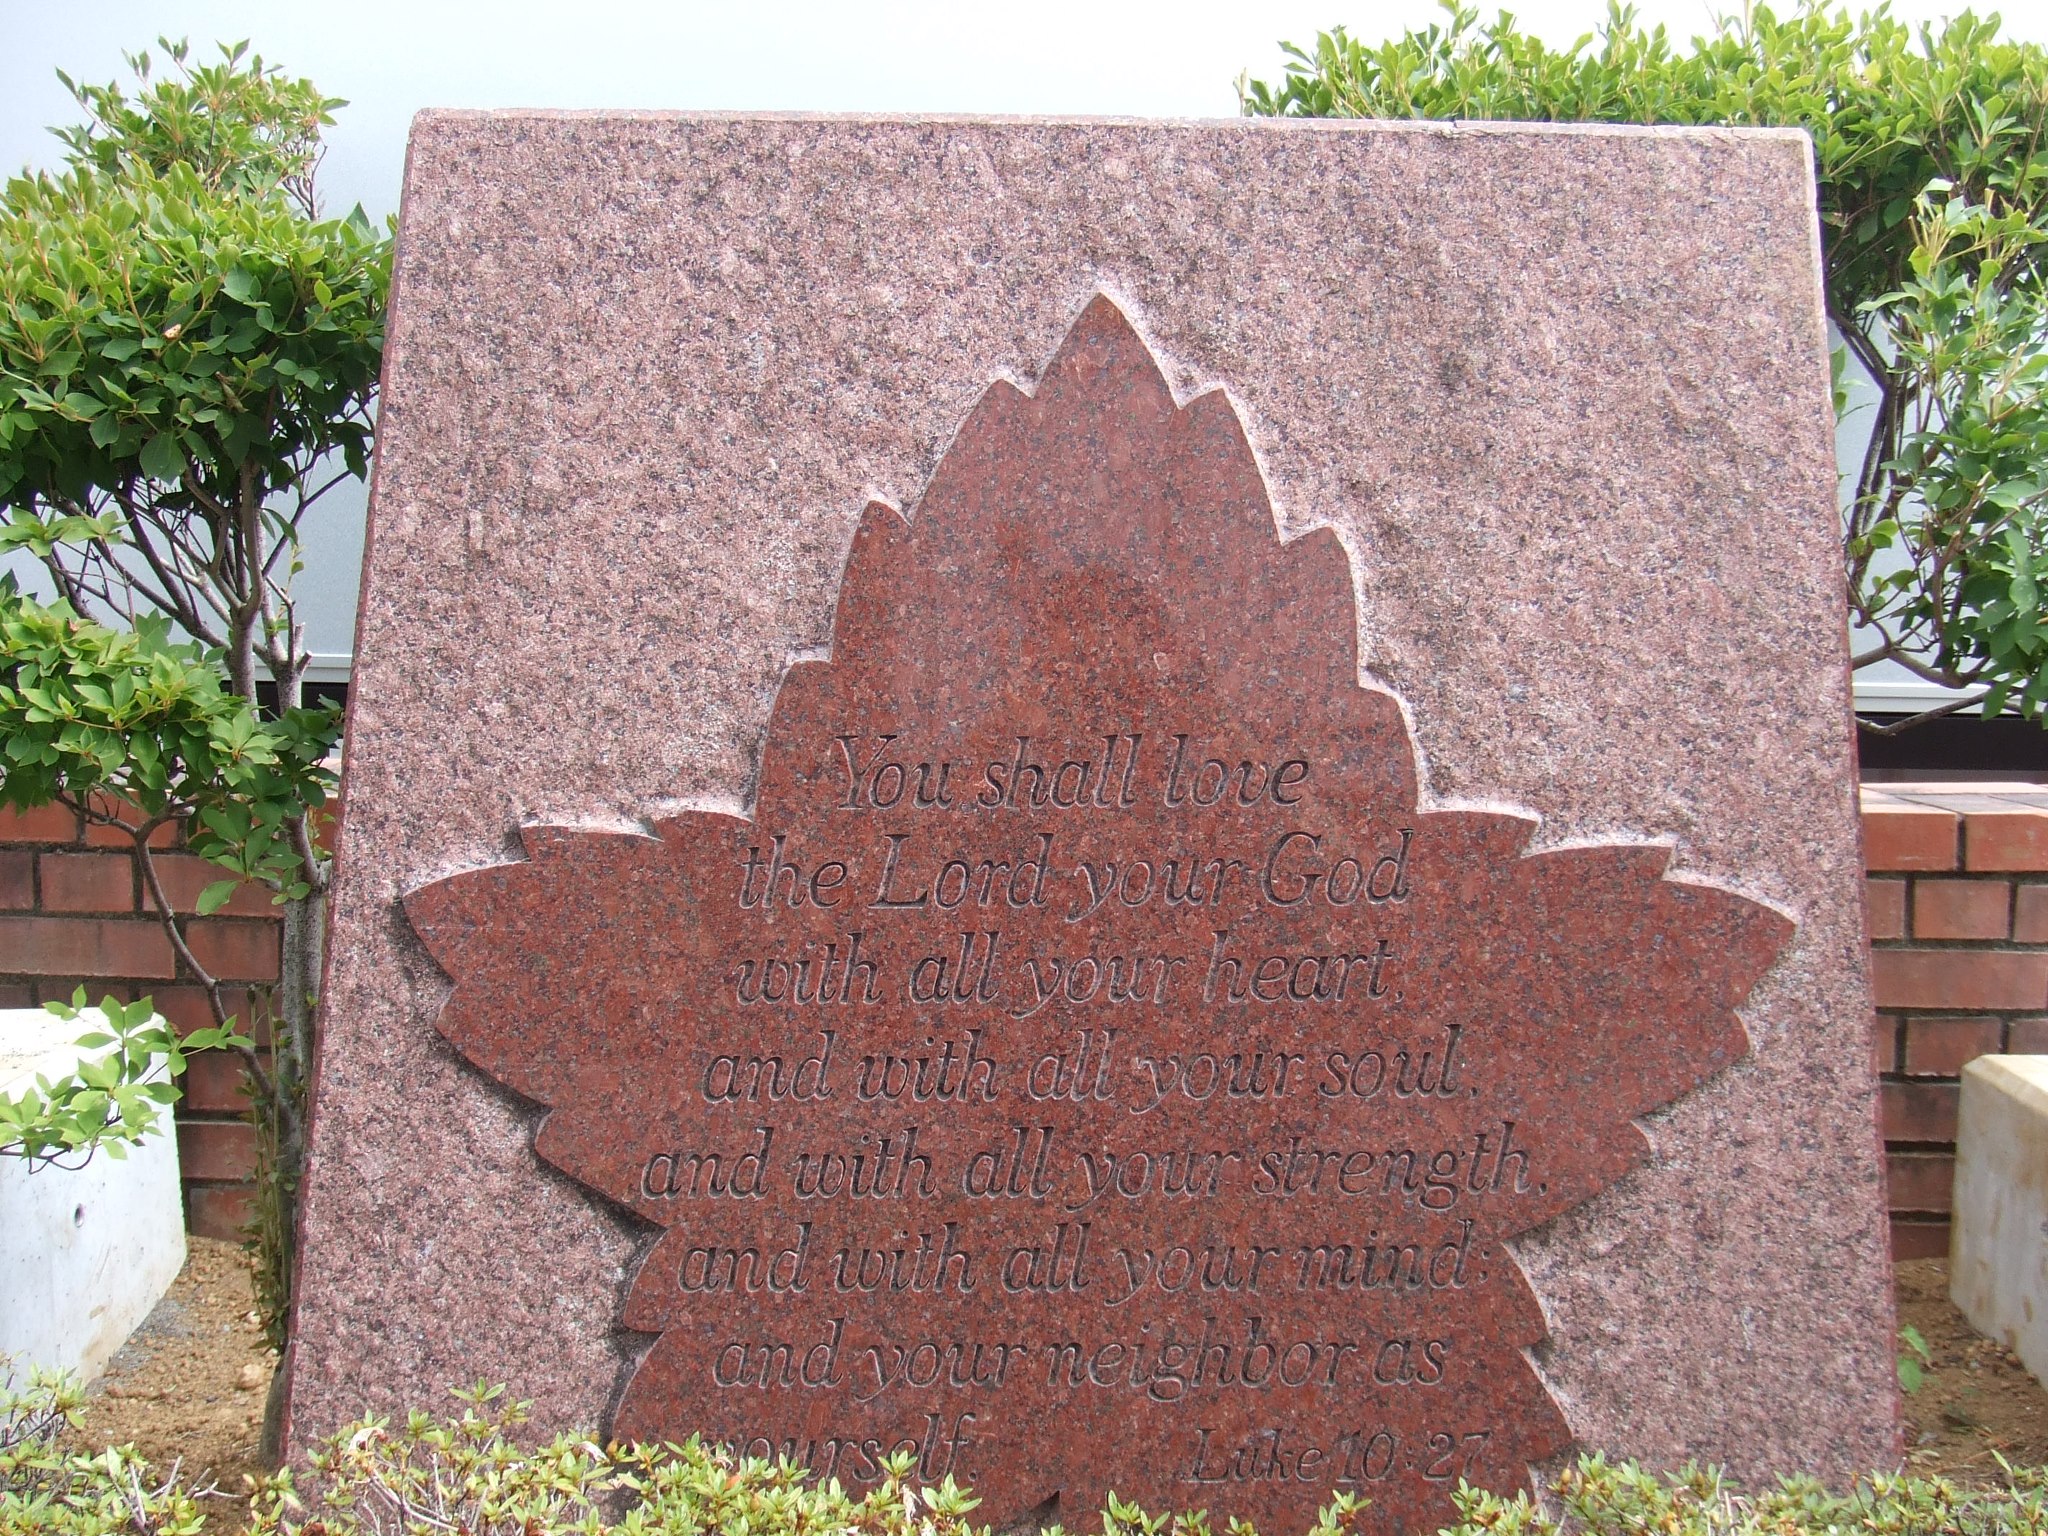 You shall love
the Lord your God
with all your heart,
and with all your soul,
and with all your strength,
and with all your mind;
and your neighbor as
yourself. Luke 10:27